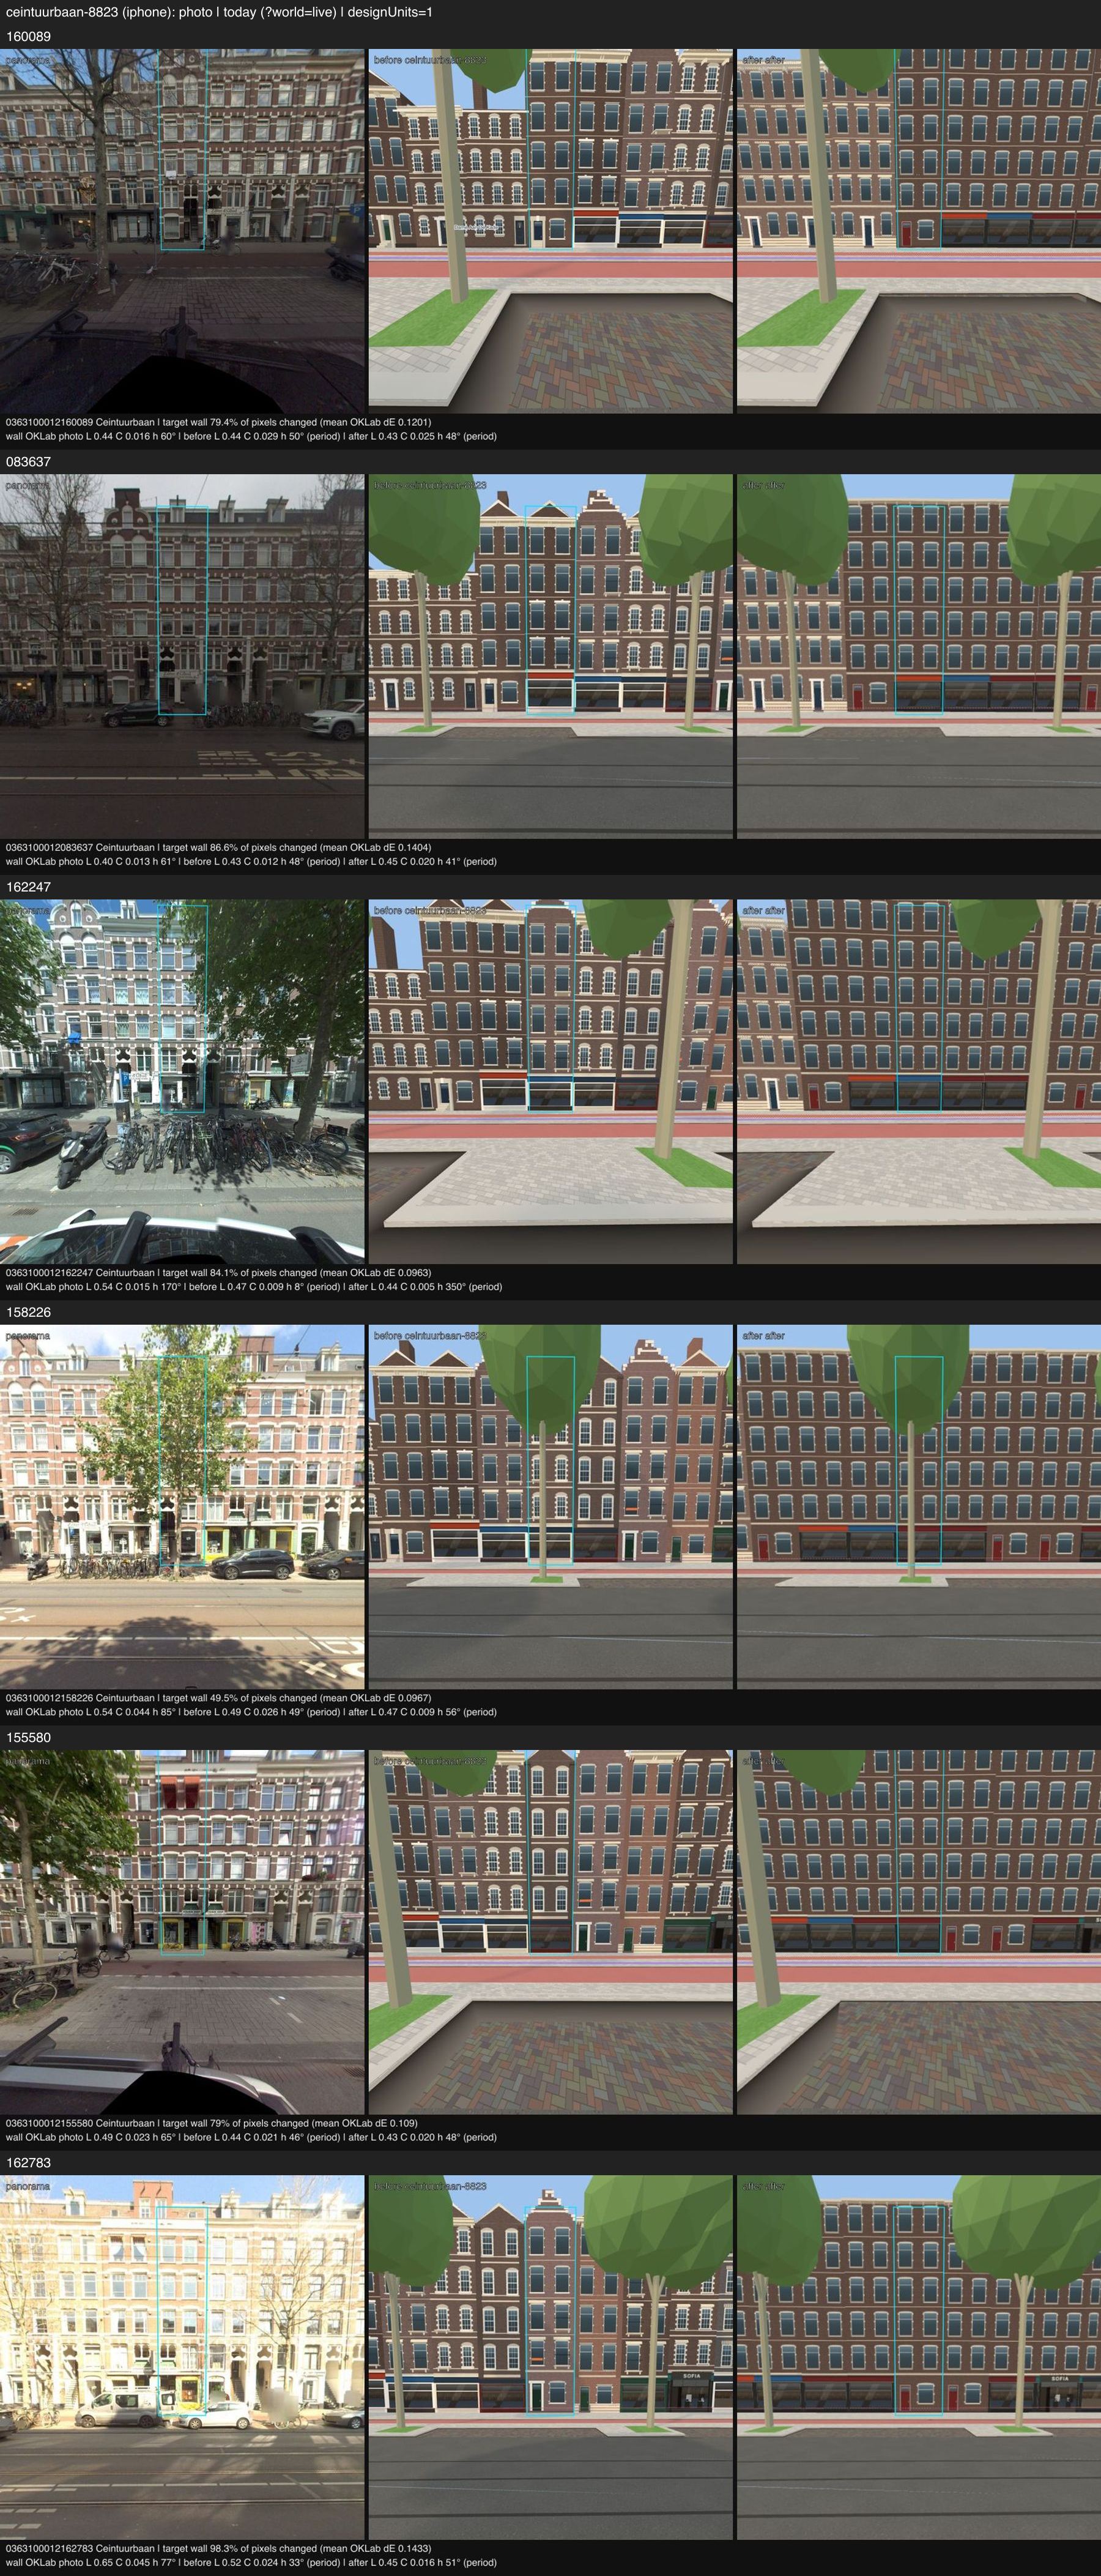 ceintuurbaan-8823 (iphone): photo | today (?world=live) | designUnits=1
160089
panorama
before ceintuurbaan-8823
after after
0363100012160089 Ceintuurbaan | target wall 79.4% of pixels changed (mean OKLab dE 0.1201)
wall OKLab photo L 0.44 C 0.016 h 60° | before L 0.44 C 0.029 h 50° (period) | after L 0.43 C 0.025 h 48° (period)
083637
panorama
before ceintuurbaan-8823
after after
0363100012083637 Ceintuurbaan | target wall 86.6% of pixels changed (mean OKLab dE 0.1404)
wall OKLab photo L 0.40 C 0.013 h 61° | before L 0.43 C 0.012 h 48° (period) | after L 0.45 C 0.020 h 41° (period)
162247
panorama
before ceintuurbaan-8823
after after
0363100012162247 Ceintuurbaan | target wall 84.1% of pixels changed (mean OKLab dE 0.0963)
wall OKLab photo L 0.54 C 0.015 h 170° | before L 0.47 C 0.009 h 8° (period) | after L 0.44 C 0.005 h 350° (period)
158226
panorama
before ceintuurbaan-8823
after after
0363100012158226 Ceintuurbaan | target wall 49.5% of pixels changed (mean OKLab dE 0.0967)
wall OKLab photo L 0.54 C 0.044 h 85° | before L 0.49 C 0.026 h 49° (period) | after L 0.47 C 0.009 h 56° (period)
155580
panorama
before ceintuurbaan-8823
after after
0363100012155580 Ceintuurbaan | target wall 79% of pixels changed (mean OKLab dE 0.109)
wall OKLab photo L 0.49 C 0.023 h 65° | before L 0.44 C 0.021 h 46° (period) | after L 0.43 C 0.020 h 48° (period)
162783
panorama
before ceintuurbaan-8823
after after
SOFIA
SOFIA
0363100012162783 Ceintuurbaan | target wall 98.3% of pixels changed (mean OKLab dE 0.1433)
wall OKLab photo L 0.65 C 0.045 h 77° | before L 0.52 C 0.024 h 33° (period) | after L 0.45 C 0.016 h 51° (period)